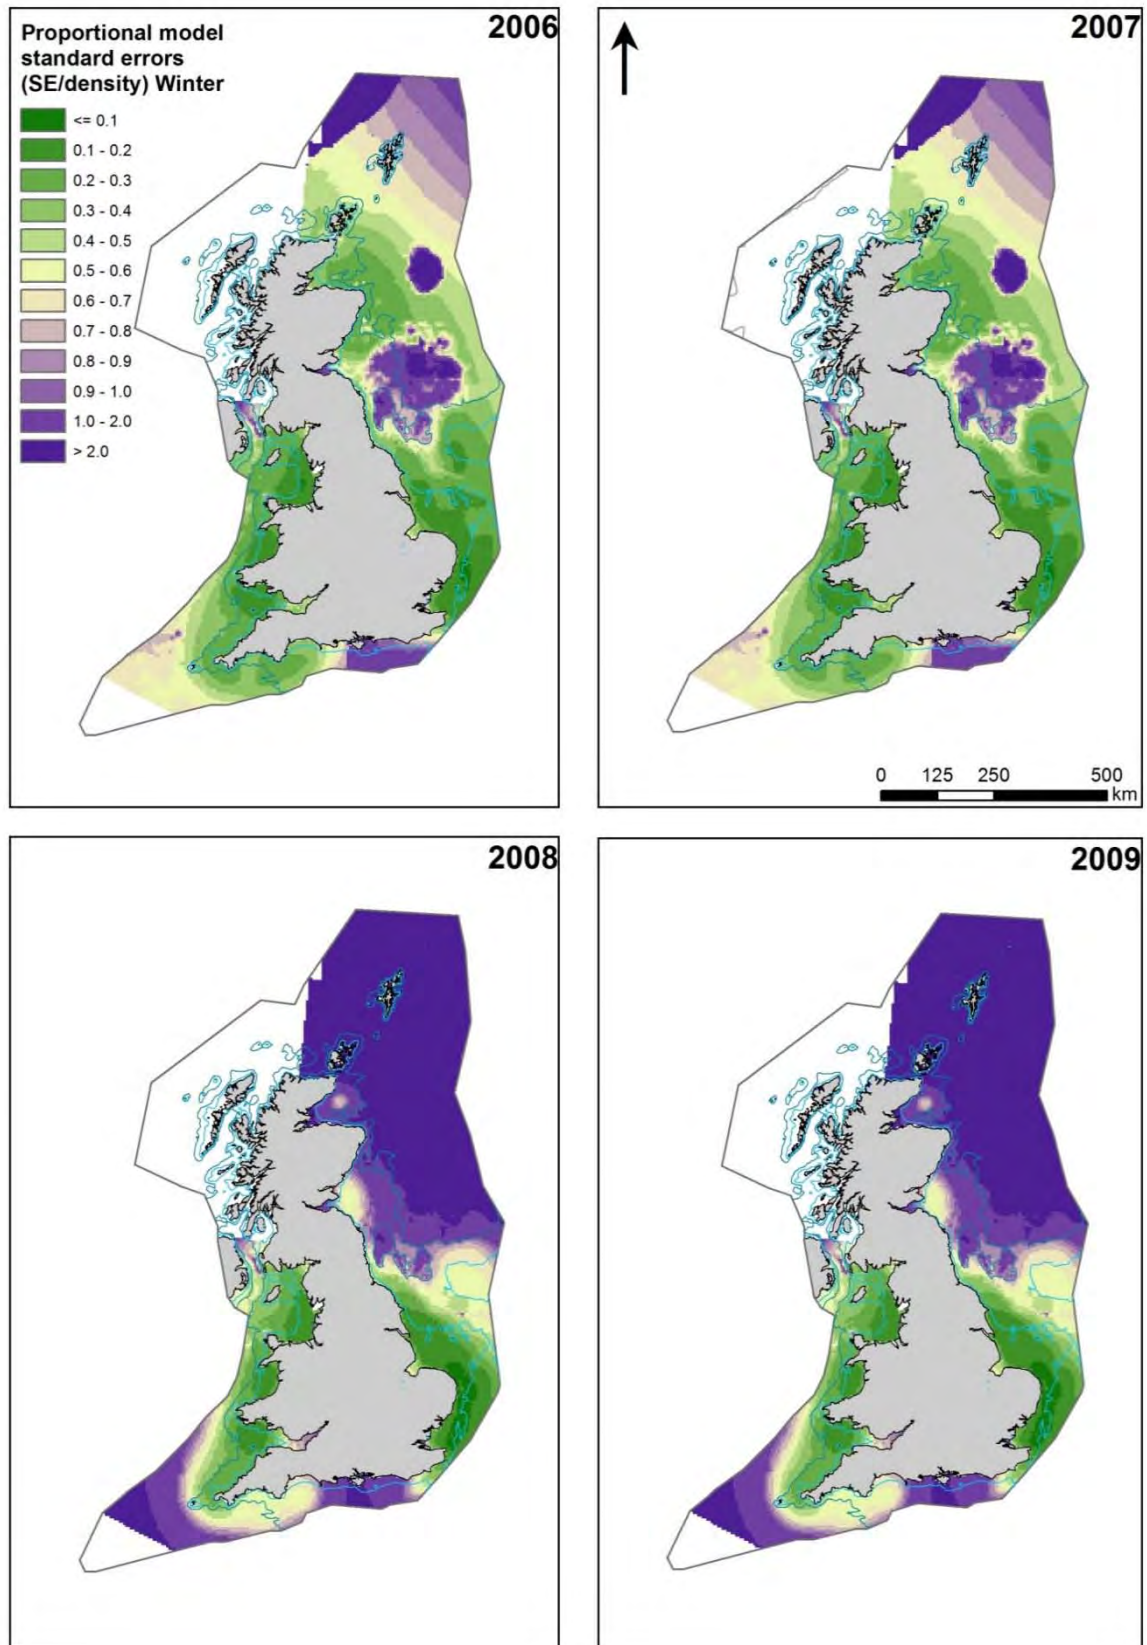 2006
Proportional model
standard errors
(SE/density) Winter
<= 0.1
0.1 - 0.2
0.2 - 0.3
0.3 - 0.4
0.4 - 0.5
0.5 - 0.6
0.6 - 0.7
0.7 - 0.8
0.8 - 0.9
0.9 - 1.0
1.0 - 2.0
> 2.0
2007
0 125 250 500
km
2008
2009